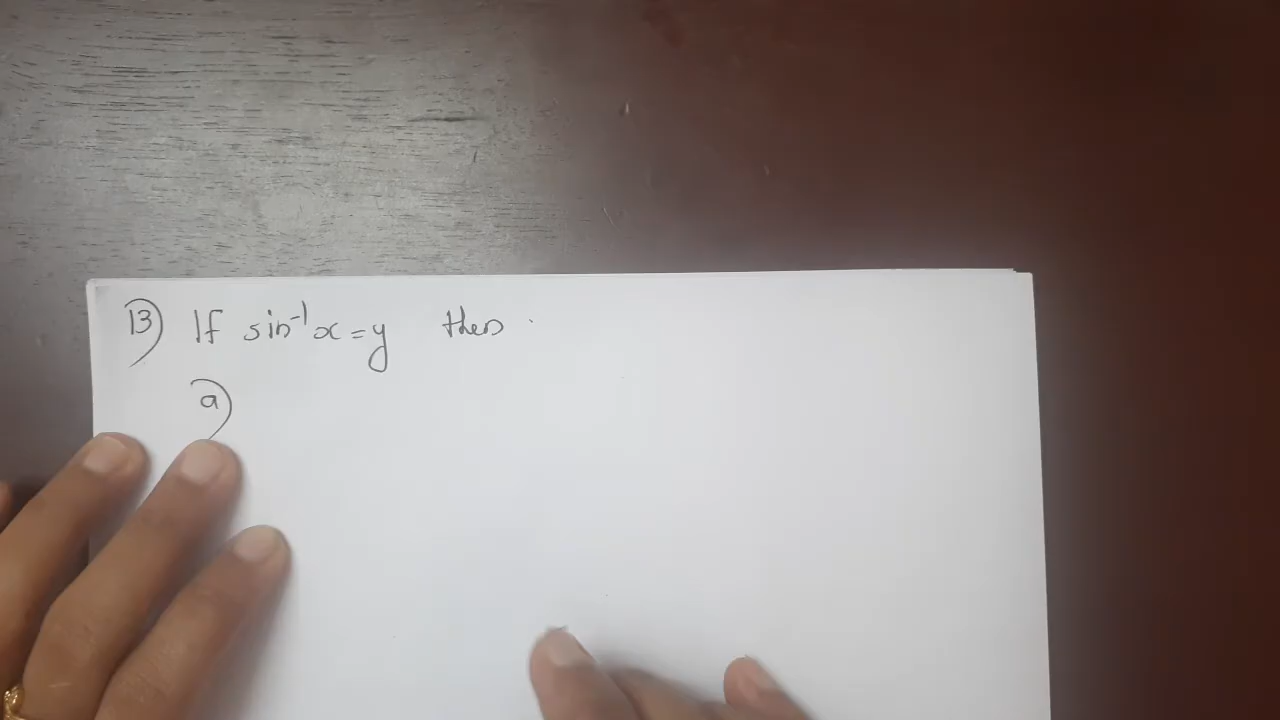 13) If sin⁻¹x = y then
a)